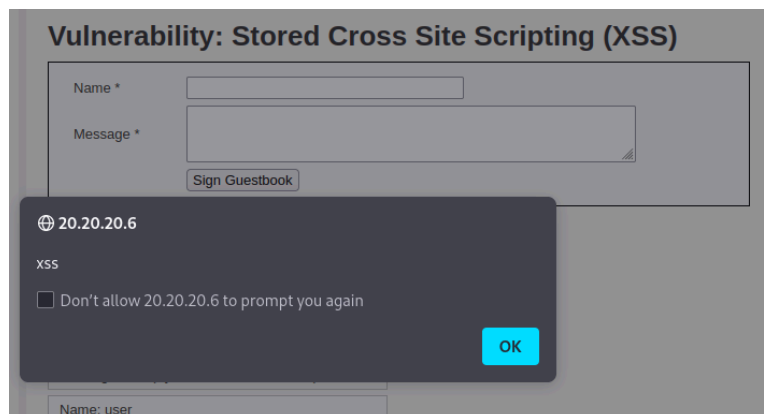 Vulnerability: Stored Cross Site Scripting (XSS)
Name *
Message *
Sign Guestbook
20.20.20.6
xss
Don't allow 20.20.20.6 to prompt you again
OK
Name: user